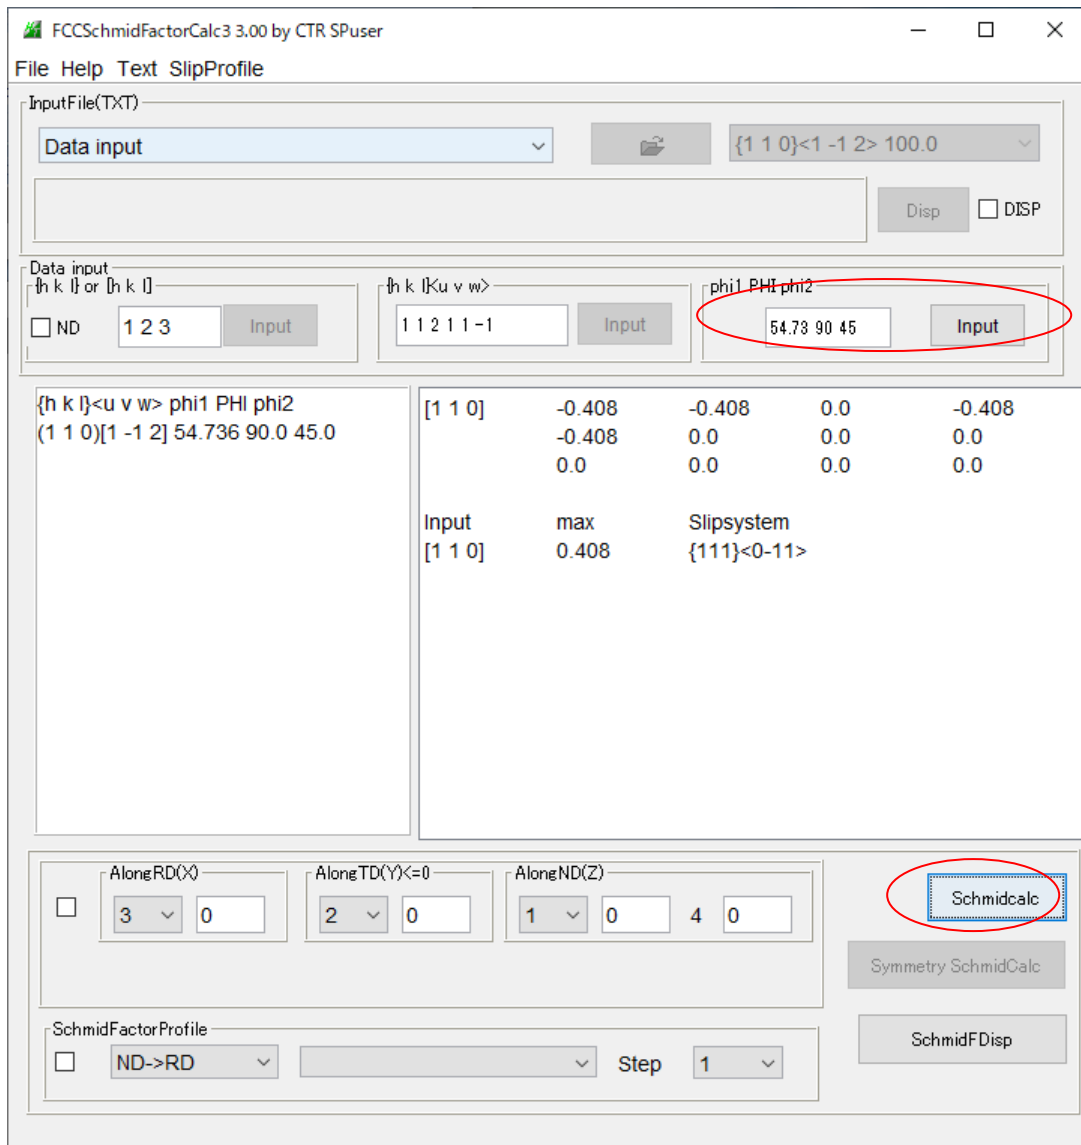 FCCSchmidFactorCalc3 3.00 by CTR SPuser
File Help Text SlipProfile
InputFile(TXT)
Data input
{1 1 0}<1 -1 2> 100.0
Disp
DISP
Data input
{h k l} or [h k l]
{h k l}<u v w>
phi1 PHI phi2
ND
1 2 3
Input
1 1 2 1 1 -1
Input
54.73 90 45
Input
{h k l}<u v w> phi1 PHI phi2
(1 1 0)[1 -1 2] 54.736 90.0 45.0
[1 1 0] -0.408 -0.408 0.0 -0.408
-0.408 0.0 0.0 0.0
0.0 0.0 0.0 0.0
Input max Slipsystem
[1 1 0] 0.408 {111}<0-11>
AlongRD(X)
AlongTD(Y)<=0
AlongND(Z)
3 0
2 0
1 0 4 0
Schmidcalc
Symmetry SchmidCalc
SchmidFactorProfile
ND->RD
Step 1
SchmidFDisp